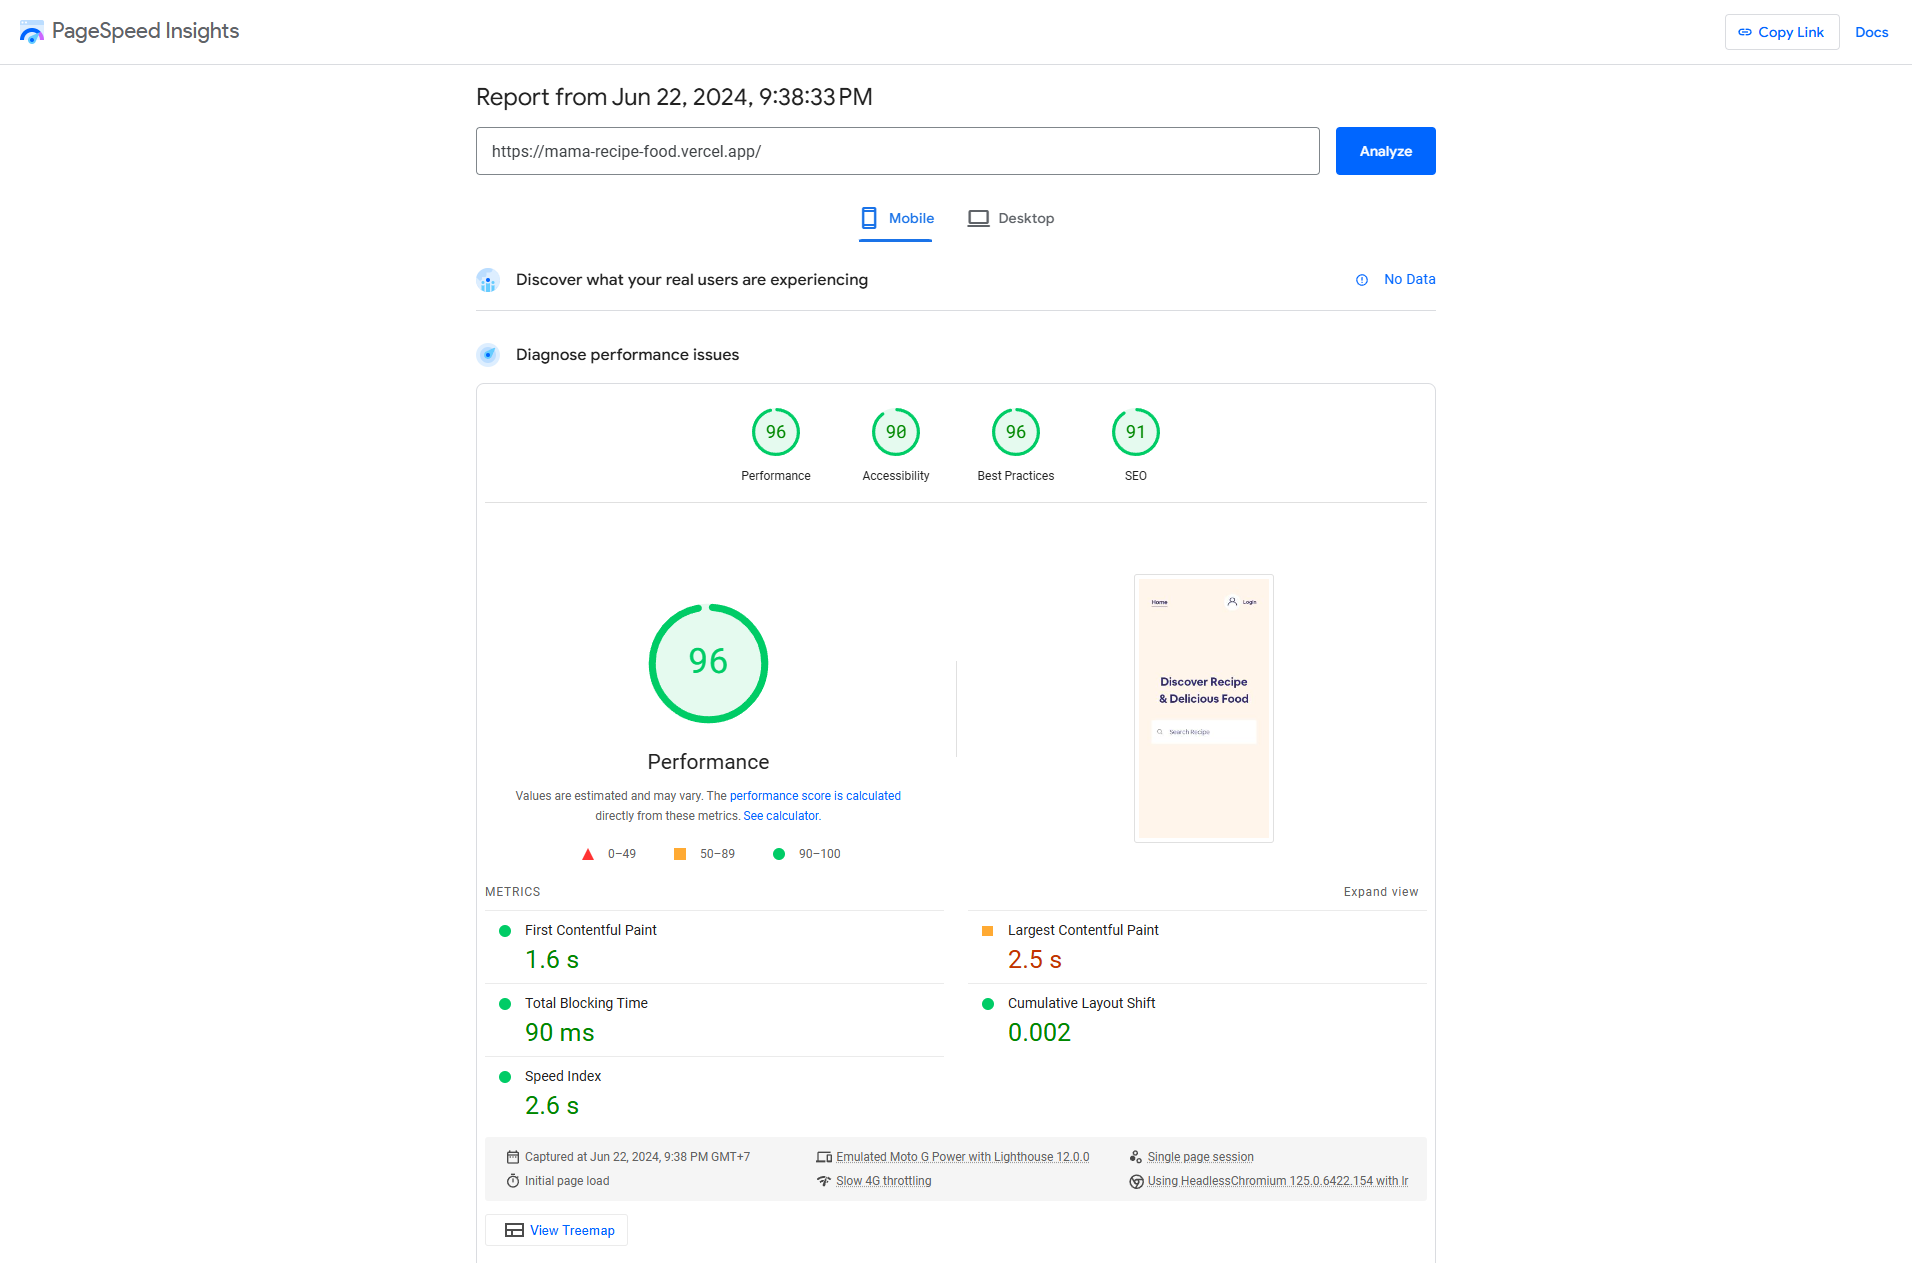 PageSpeed Insights
Copy Link
Docs
Report from Jun 22, 2024, 9:38:33 PM
https://mama-recipe-food.vercel.app/
Analyze
Mobile
Desktop
Discover what your real users are experiencing
No Data
Diagnose performance issues
96
90
96
91
Performance
Accessibility
Best Practices
SEO
96
Performance
Values are estimated and may vary. The performance score is calculated
directly from these metrics. See calculator.
0–49
50–89
90–100
Home
Login
Discover Recipe
& Delicious Food
Search Recipe
METRICS
Expand view
First Contentful Paint
1.6 s
Largest Contentful Paint
2.5 s
Total Blocking Time
90 ms
Cumulative Layout Shift
0.002
Speed Index
2.6 s
Captured at Jun 22, 2024, 9:38 PM GMT+7
Emulated Moto G Power with Lighthouse 12.0.0
Single page session
Initial page load
Slow 4G throttling
Using HeadlessChromium 125.0.6422.154 with lr
View Treemap